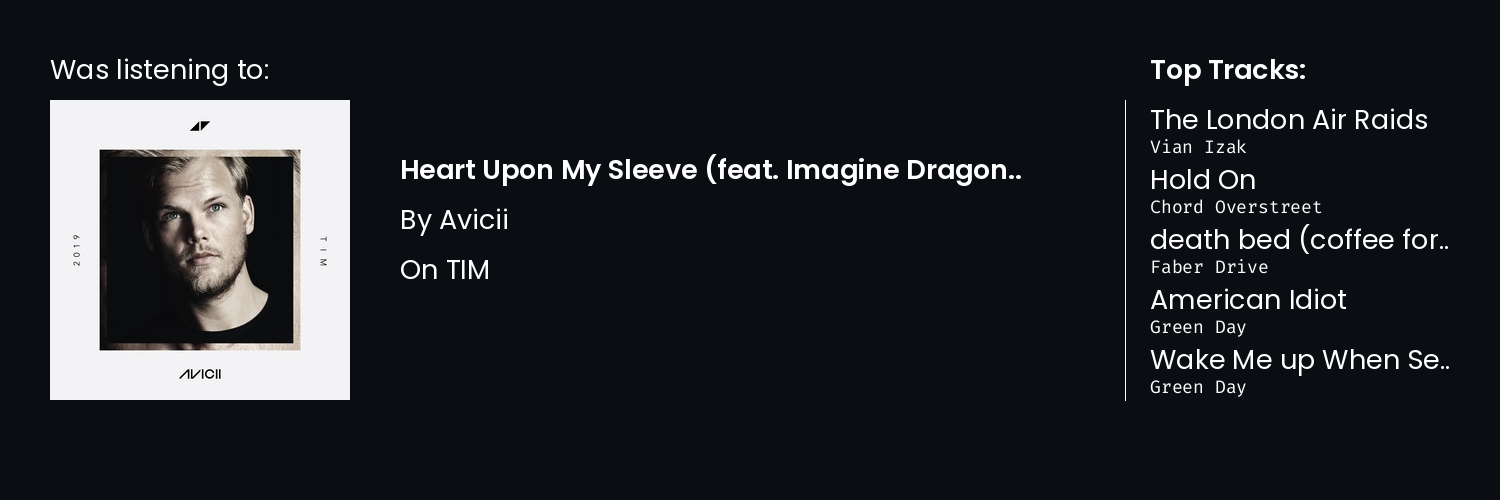 Was listening to:
2019
TIM
AVICII
Heart Upon My Sleeve (feat. Imagine Dragon..
By Avicii
On TIM
Top Tracks:
The London Air Raids
Vian Izak
Hold On
Chord Overstreet
death bed (coffee for..
Faber Drive
American Idiot
Green Day
Wake Me up When Se..
Green Day